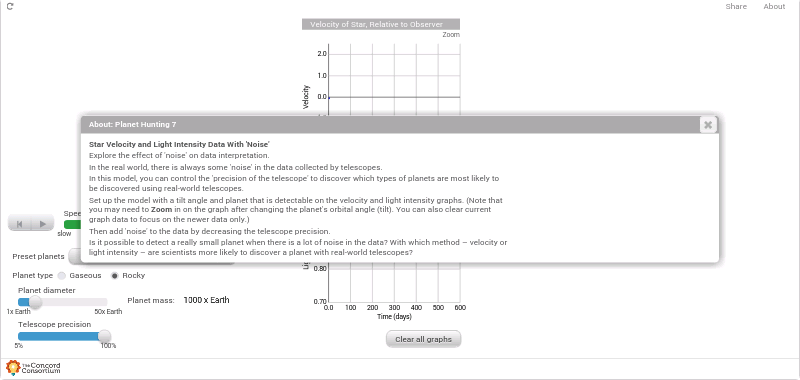 Share About
Velocity of Star, Relative to Observer
Zoom
2.0
1.0
0.0
Velocity
About: Planet Hunting 7
Star Velocity and Light Intensity Data With 'Noise'
Explore the effect of 'noise' on data interpretation.
In the real world, there is always some 'noise' in the data collected by telescopes.
In this model, you can control the 'precision of the telescope' to discover which types of planets are most likely to
be discovered using real-world telescopes.
Set up the model with a tilt angle and planet that is detectable on the velocity and light intensity graphs. (Note that
you may need to Zoom in on the graph after changing the planet's orbital angle (tilt). You can also clear current
graph data to focus on the newer data only.)
Then add 'noise' to the data by decreasing the telescope precision.
Is it possible to detect a really small planet when there is a lot of noise in the data? With which method – velocity or
light intensity – are scientists more likely to discover a planet with real-world telescopes?
slow
Preset planets
Planet type Gaseous Rocky
Planet diameter
1x Earth 50x Earth
Planet mass: 1000 x Earth
Telescope precision
5% 100%
0.80
0.70
0.0 100 200 300 400 500 600
Time (days)
Clear all graphs
The Concord
Consortium